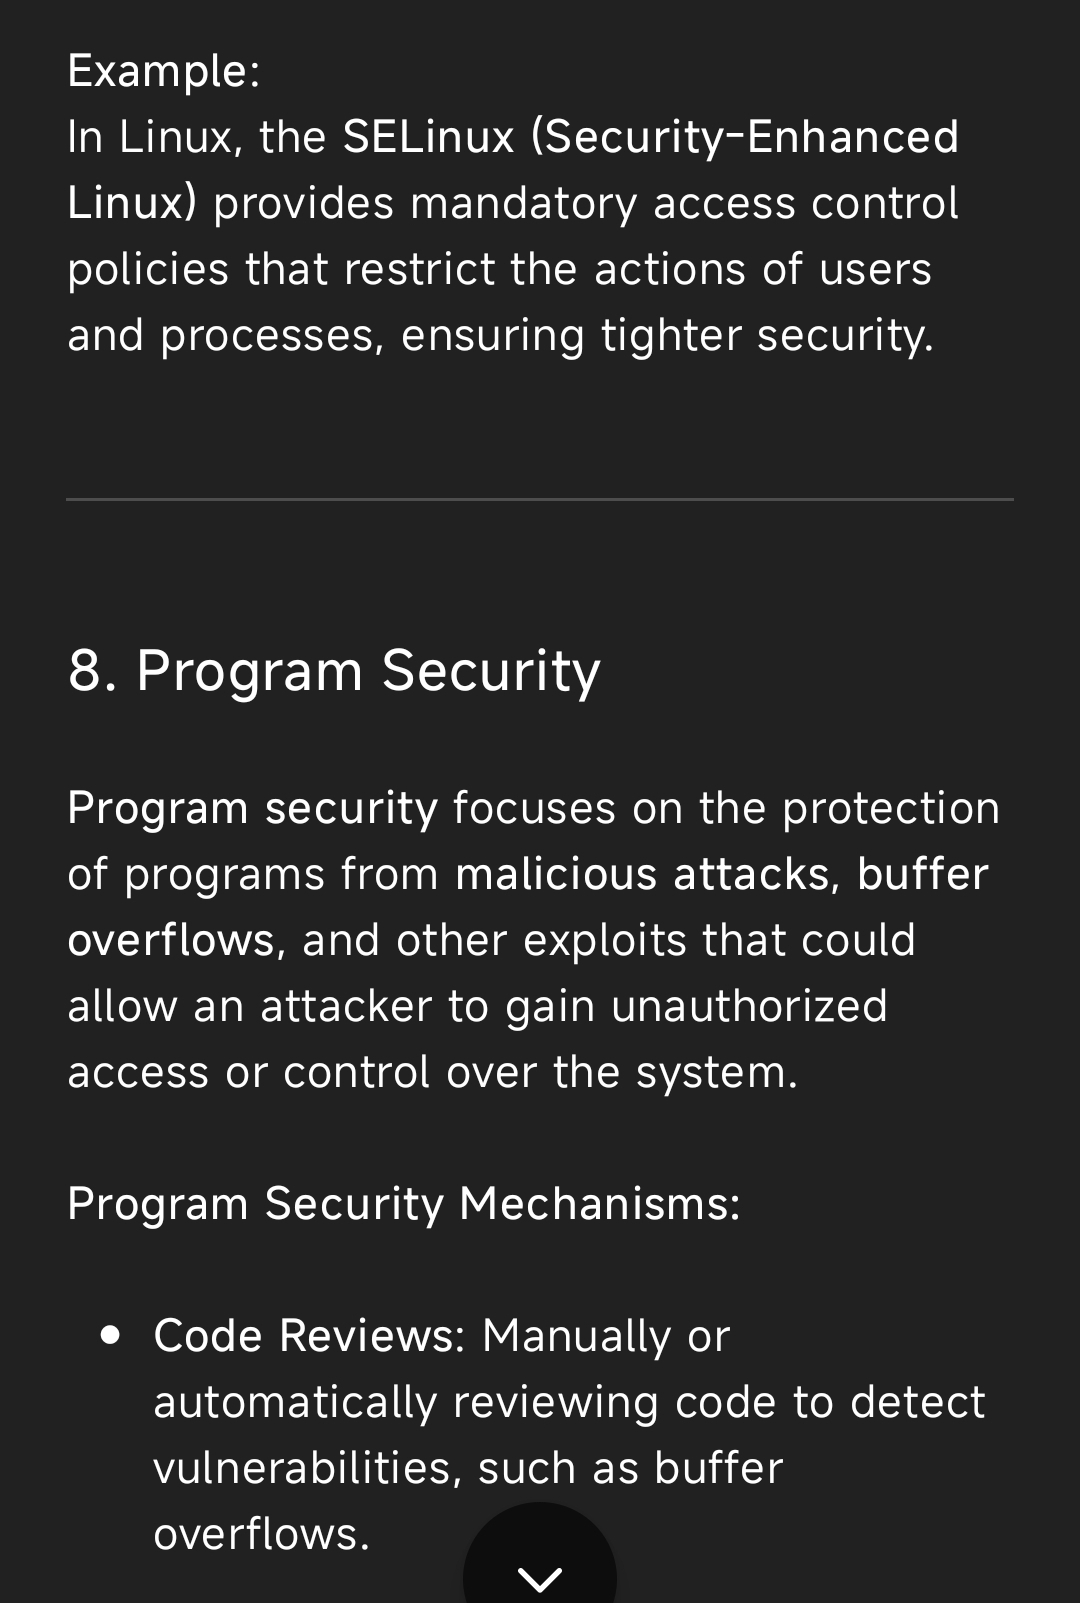 Example:
In Linux, the SELinux (Security-Enhanced
Linux) provides mandatory access control
policies that restrict the actions of users
and processes, ensuring tighter security.
8. Program Security
Program security focuses on the protection
of programs from malicious attacks, buffer
overflows, and other exploits that could
allow an attacker to gain unauthorized
access or control over the system.
Program Security Mechanisms:
• Code Reviews: Manually or
automatically reviewing code to detect
vulnerabilities, such as buffer
overflows.